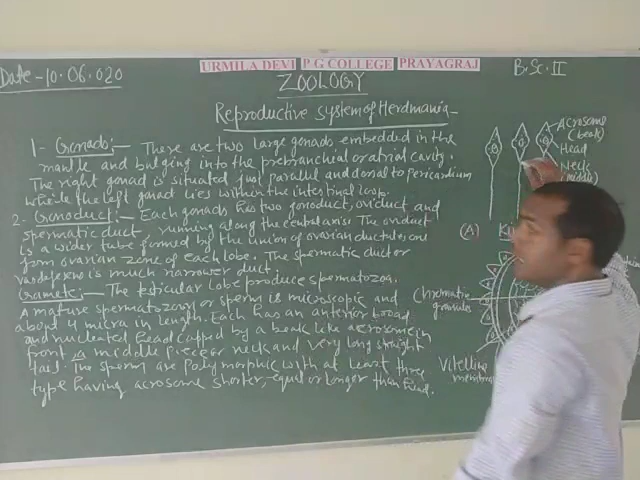 Date-10.06.020
URMILA DEVI P G COLLEGE PRAYAGRAJ
B.Sc.II
ZOOLOGY
Reproductive system of Herdmania-
1- Gonads:- There are two large gonads embedded in the
mantle and bulging into the prebranchial or atrial cavity.
The right gonad is situated just parallel and dorsal to pericardium
while the left gonad lies within the intestinal loop.
2- Gonoduct:- Each gonads has two gonoduct, oviduct and
spermatic duct, running along the central axis. The oviduct
is a wider tube formed by the union of ovarian ductules one
from ovarian zone of each lobe. The spermatic duct or
vas deferens is much narrower duct.
Gamete:- The testicular lobe produce spermatozoa.
A mature spermatozoon or sperm is microscopic and
about 4 micra in length. Each has an anterior broad
and nucleated head capped by a beak like acrosome in
front a middle piece or neck and very long straight
tail. The sperm are polymorphic with at least three
type having acrosome shorter, equal or longer than head.
Acrosome
(beak)
Head
Neck
(middle)
(A)
Chromatic
granules
Vitelline